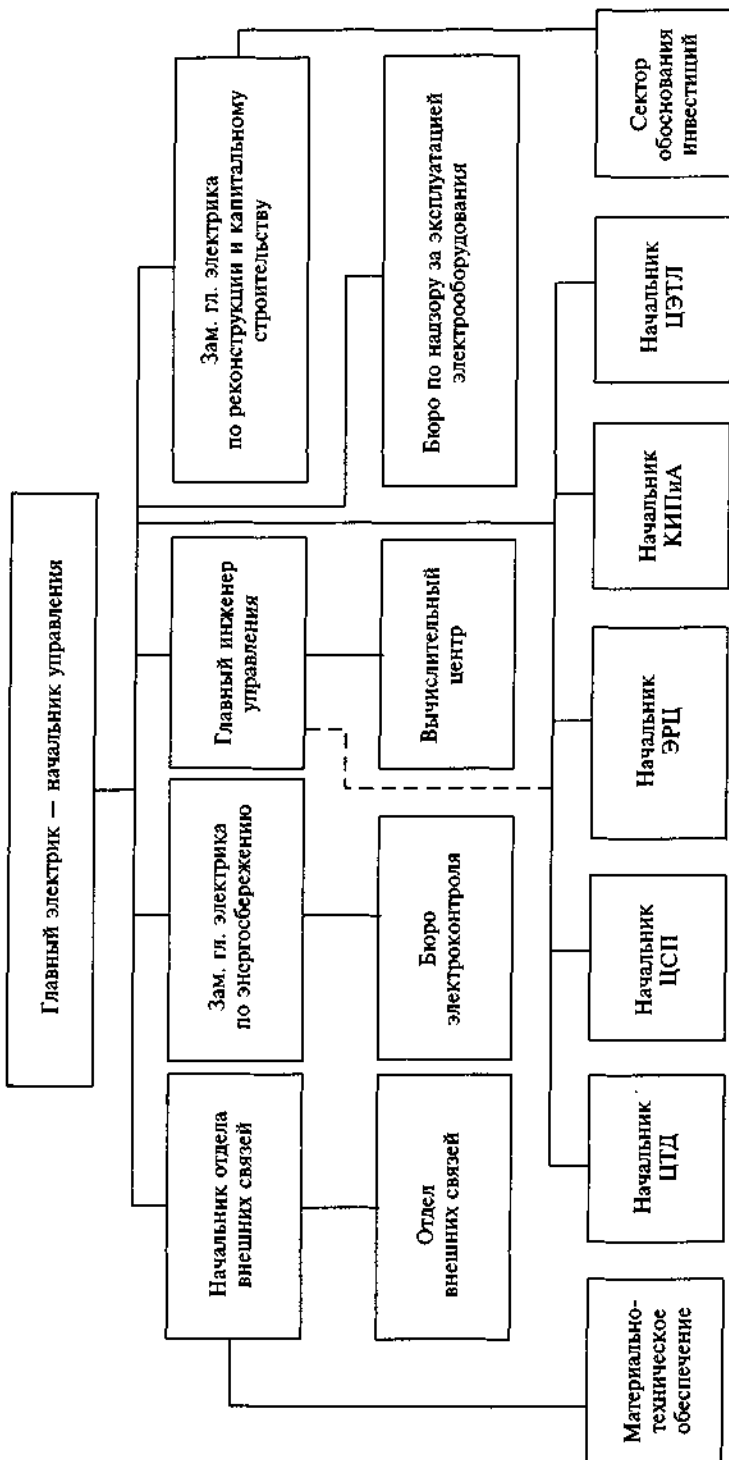 Главный электрик — начальник управления
Начальник отдела
внешних связей
Зам. гл. электрика
по энергосбережению
Главный инженер
управления
Зам. гл. электрика
по реконструкции и капитальному
строительству
Отдел
внешних связей
Бюро
электроконтроля
Вычислительный
центр
Бюро по надзору за эксплуатацией
электрооборудования
Материально-
техническое
обеспечение
Начальник
ЦТД
Начальник
ЦСП
Начальник
ЭРЦ
Начальник
КИПиА
Начальник
ЦЭТЛ
Сектор
обоснования
инвестиций